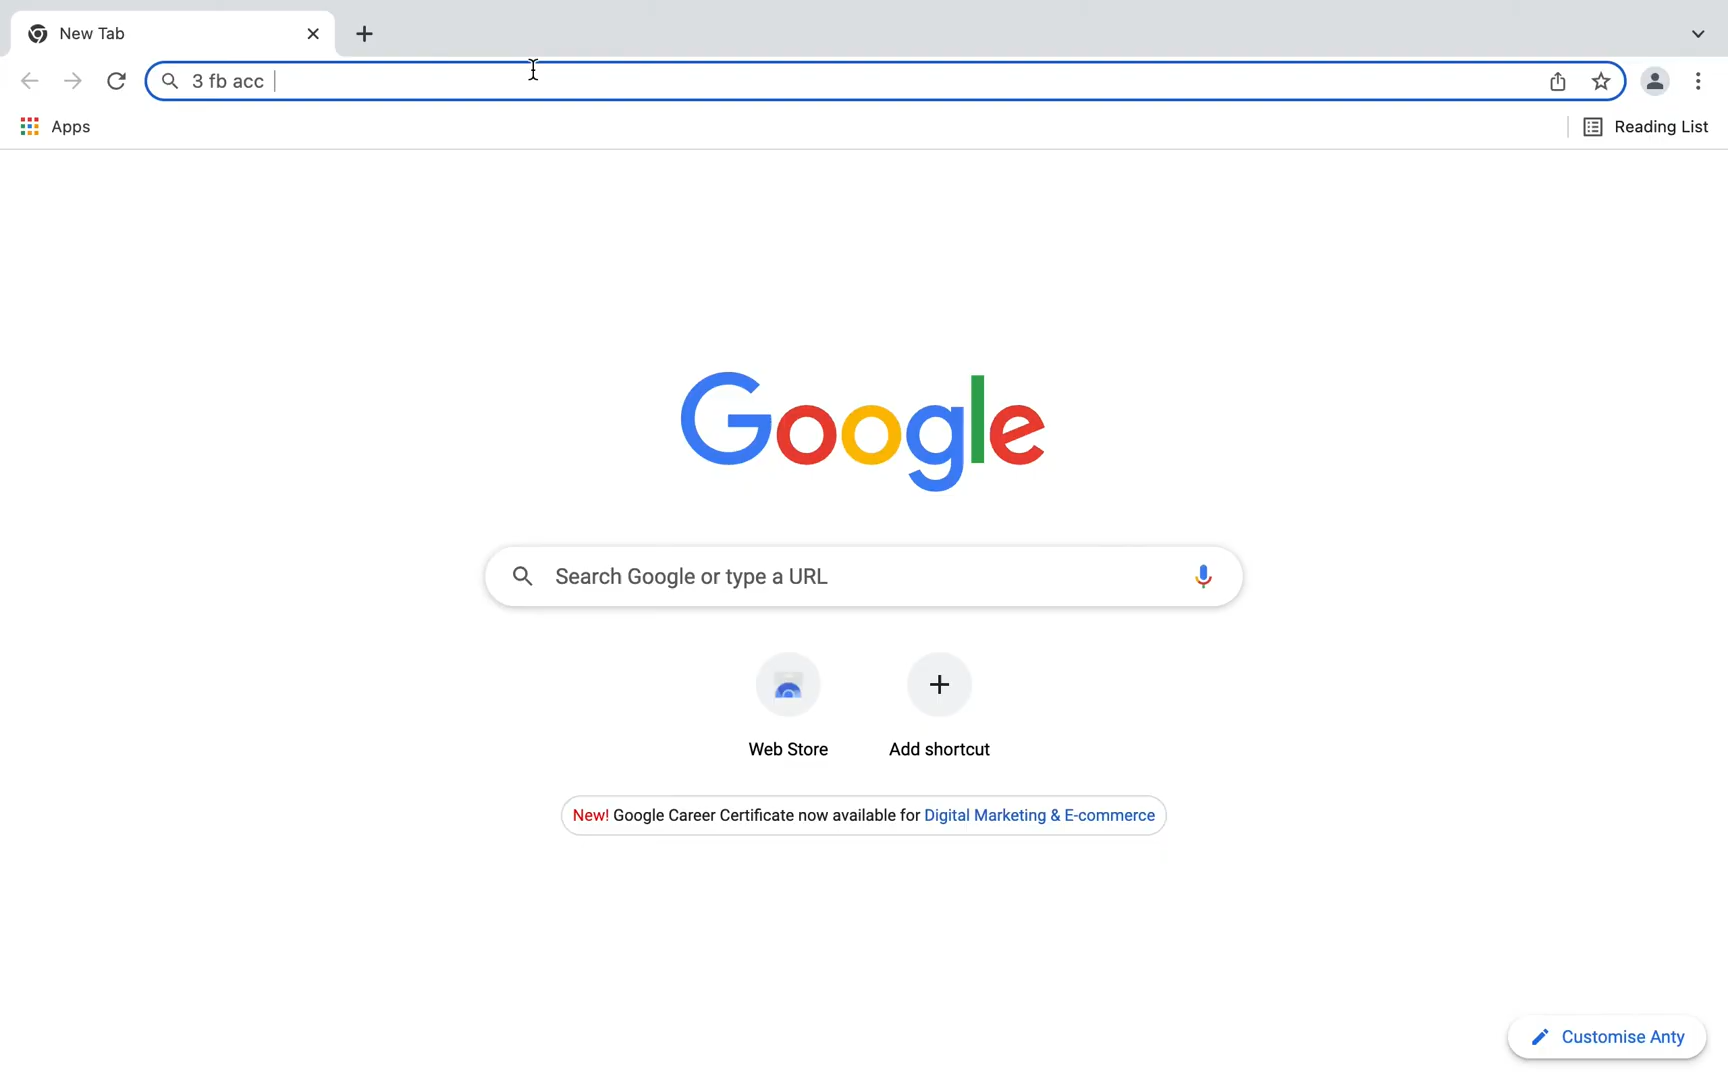 New Tab
3 fb acc
Apps
Reading List
Google
Search Google or type a URL
Web Store
Add shortcut
New! Google Career Certificate now available for Digital Marketing & E-commerce
Customise Anty